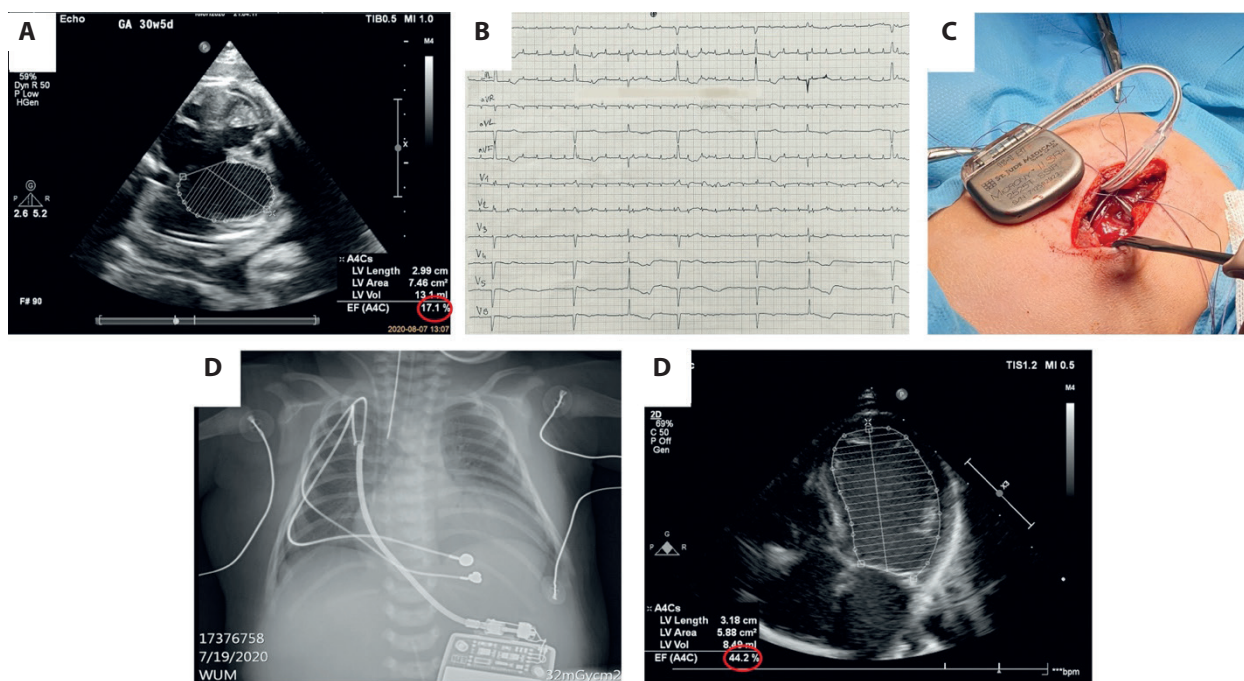 A
Echo
GA 30w5d
TIB0.5 MI 1.0
M4
59%
Dyn R 50
P Low
HGen
P
G
P R
2.6 5.2
x
A4Cs
LV Length 2.99 cm
LV Area 7.46 cm²
LV Vol 13.1 ml
EF (A4C) 17.1 %
F# 90
2020-08-07 13:07
B
aVR
aVL
aVF
V1
V2
V3
V4
V5
V6
C
D
17376758
7/19/2020
WUM
32mGycm2
D
TIS1.2 MI 0.5
M4
2D
69%
C 50
P Off
Gen
P
G
P R
A4Cs
LV Length 3.18 cm
LV Area 5.88 cm²
LV Vol 8.49 ml
EF (A4C) 44.2 %
bpm